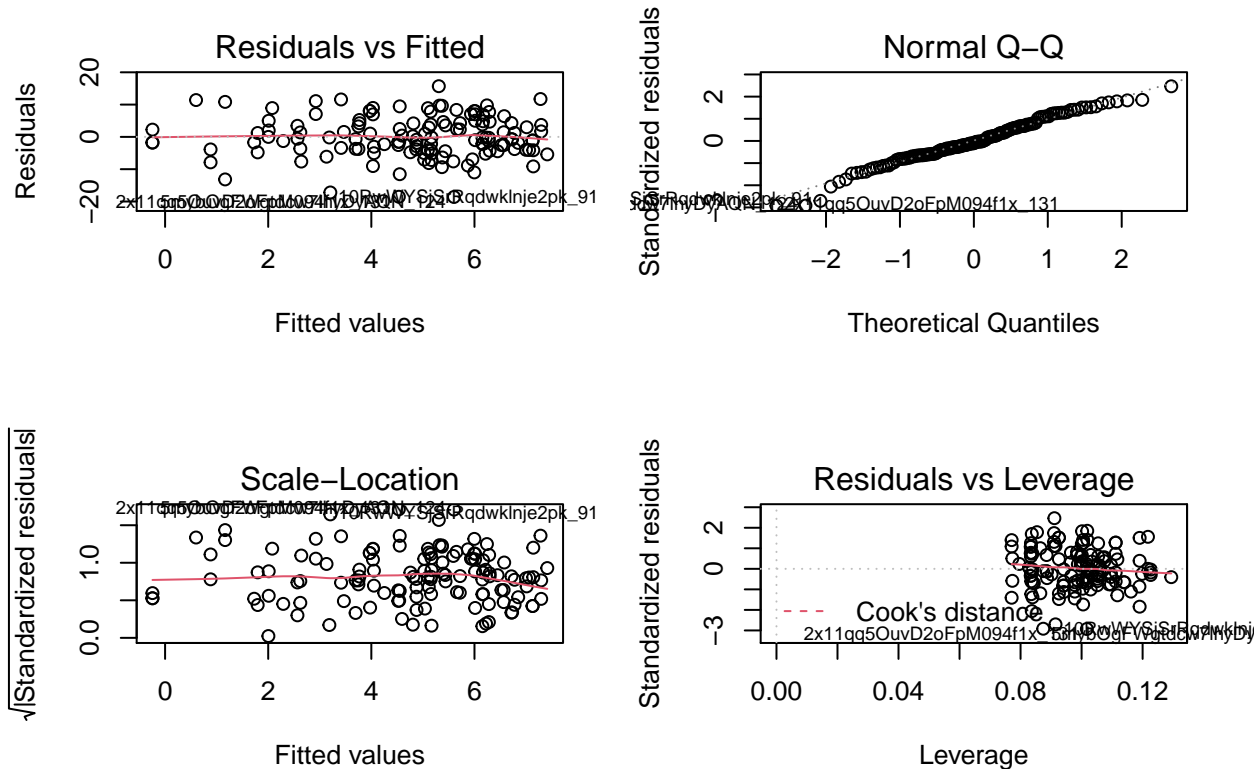 Residuals vs Fitted
Residuals
20
0
−20
0
2
4
6
Fitted values
Normal Q−Q
Standardized residuals
2
0
2x11qq5OuvD2oFpM094f1x_131
−2
−1
0
1
2
Theoretical Quantiles
Scale−Location
√|Standardized residuals|
1.0
0.0
0
2
4
6
Fitted values
Residuals vs Leverage
Standardized residuals
2
0
−3
Cook's distance
0.00
0.04
0.08
0.12
Leverage